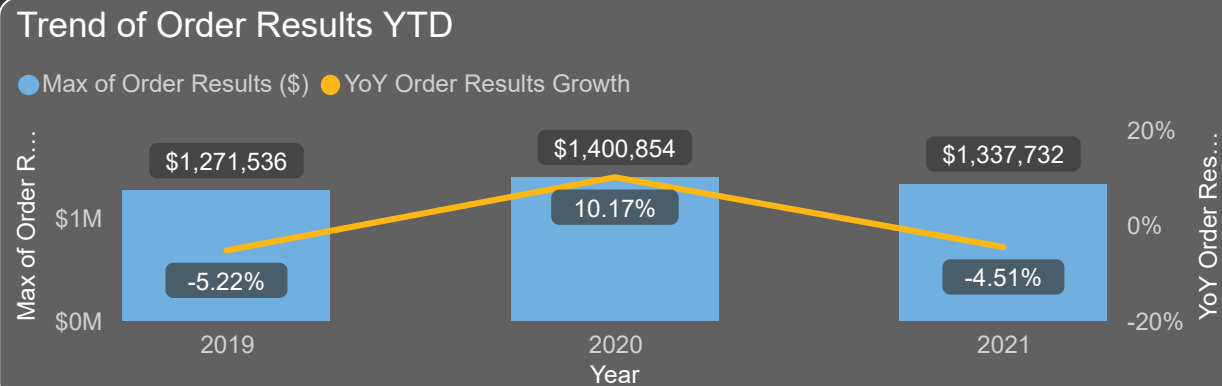 Trend of Order Results YTD
Max of Order Results ($) YoY Order Results Growth
Max of Order R...
$1M
$0M
$1,271,536
$1,400,854
$1,337,732
-5.22%
10.17%
-4.51%
20%
0%
-20%
YoY Order Res...
2019 2020 2021
Year